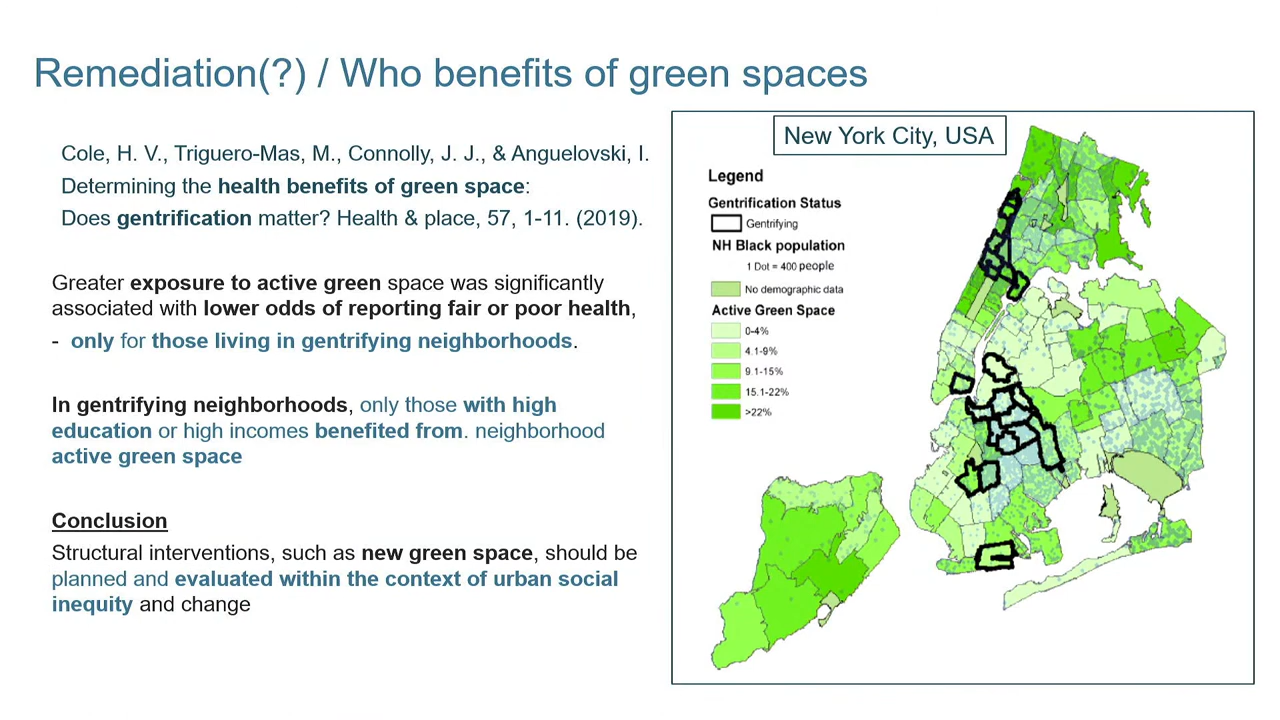 Remediation(?) / Who benefits of green spaces
Cole, H. V., Triguero-Mas, M., Connolly, J. J., & Anguelovski, I.
Determining the health benefits of green space:
Does gentrification matter? Health & place, 57, 1-11. (2019).
Greater exposure to active green space was significantly
associated with lower odds of reporting fair or poor health,
- only for those living in gentrifying neighborhoods.
In gentrifying neighborhoods, only those with high
education or high incomes benefited from. neighborhood
active green space
Conclusion
Structural interventions, such as new green space, should be
planned and evaluated within the context of urban social
inequity and change
New York City, USA
Legend
Gentrification Status
Gentrifying
NH Black population
1 Dot = 400 people
No demographic data
Active Green Space
0-4%
4.1-9%
9.1-15%
15.1-22%
>22%